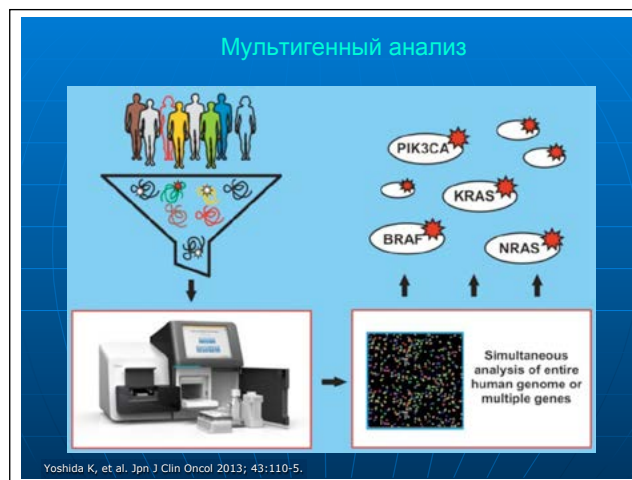 Мультигенный анализ
PIK3CA
KRAS
BRAF
NRAS
Simultaneous
analysis of entire
human genome or
multiple genes
Yoshida K, et al. Jpn J Clin Oncol 2013; 43:110-5.